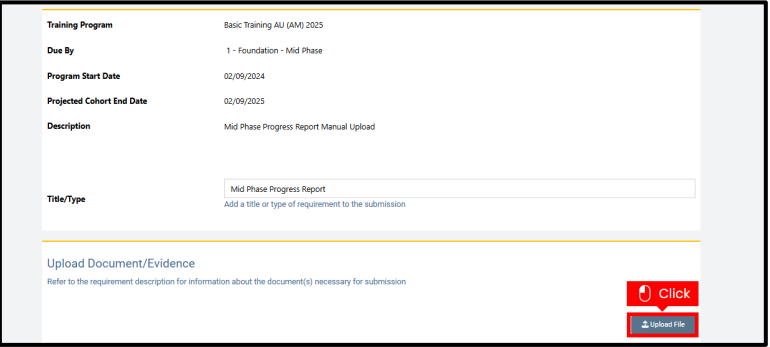 Training Program Basic Training AU (AM) 2025
Due By 1 - Foundation - Mid Phase
Program Start Date 02/09/2024
Projected Cohort End Date 02/09/2025
Description Mid Phase Progress Report Manual Upload
Mid Phase Progress Report
Title/Type
Add a title or type of requirement to the submission
Upload Document/Evidence
Refer to the requirement description for information about the document(s) necessary for submission
Click
Upload File